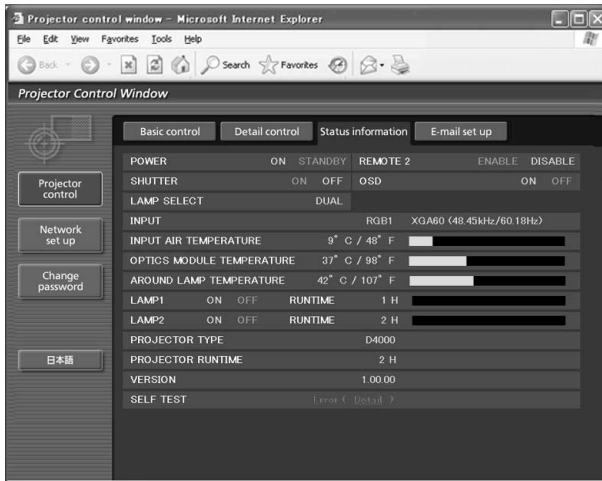 Projector control window - Microsoft Internet Explorer
File Edit View Favorites Tools Help
Back Search Favorites
Projector Control Window
Basic control Detail control Status information E-mail set up
Projector control
Network set up
Change password
日本語
POWER ON STANDBY REMOTE 2 ENABLE DISABLE
SHUTTER ON OFF OSD ON OFF
LAMP SELECT DUAL
INPUT RGB1 XGA60 (48.45kHz/60.18Hz)
INPUT AIR TEMPERATURE 9° C / 48° F
OPTICS MODULE TEMPERATURE 37° C / 98° F
AROUND LAMP TEMPERATURE 42° C / 107° F
LAMP1 ON OFF RUNTIME 1 H
LAMP2 ON OFF RUNTIME 2 H
PROJECTOR TYPE D4000
PROJECTOR RUNTIME 2 H
VERSION 1.00.00
SELF TEST Error ( Detail )